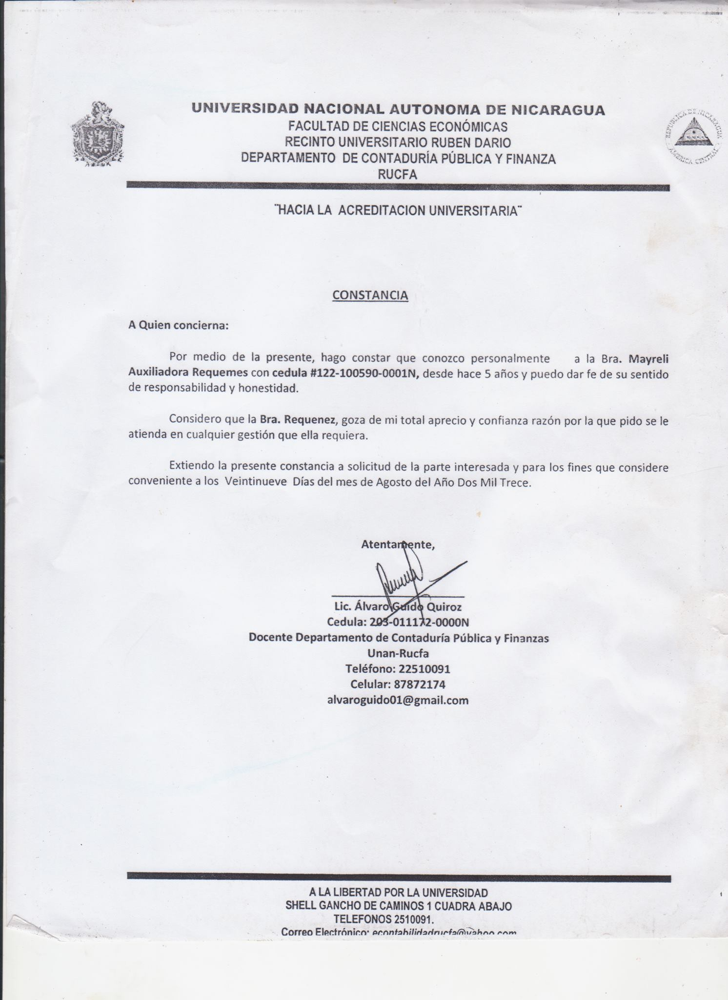 UNIVERSIDAD NACIONAL AUTONOMA DE NICARAGUA
FACULTAD DE CIENCIAS ECONÓMICAS
RECINTO UNIVERSITARIO RUBEN DARIO
DEPARTAMENTO DE CONTADURÍA PÚBLICA Y FINANZA
RUCFA
REPUBLICA DE NICARAGUA
AMERICA CENTRAL
¨HACIA LA ACREDITACION UNIVERSITARIA¨
CONSTANCIA
A Quien concierna:
Por medio de la presente, hago constar que conozco personalmente a la Bra. Mayreli
Auxiliadora Requemes con cedula #122-100590-0001N, desde hace 5 años y puedo dar fe de su sentido
de responsabilidad y honestidad.
Considero que la Bra. Requenez, goza de mi total aprecio y confianza razón por la que pido se le
atienda en cualquier gestión que ella requiera.
Extiendo la presente constancia a solicitud de la parte interesada y para los fines que considere
conveniente a los Veintinueve Días del mes de Agosto del Año Dos Mil Trece.
Atentamente,
Lic. Álvaro Guido Quiroz
Cedula: 203-011172-0000N
Docente Departamento de Contaduría Pública y Finanzas
Unan-Rucfa
Teléfono: 22510091
Celular: 87872174
alvaroguido01@gmail.com
A LA LIBERTAD POR LA UNIVERSIDAD
SHELL GANCHO DE CAMINOS 1 CUADRA ABAJO
TELEFONOS 2510091.
Correo Electrónico: econtabilidadrucfa@yahoo.com